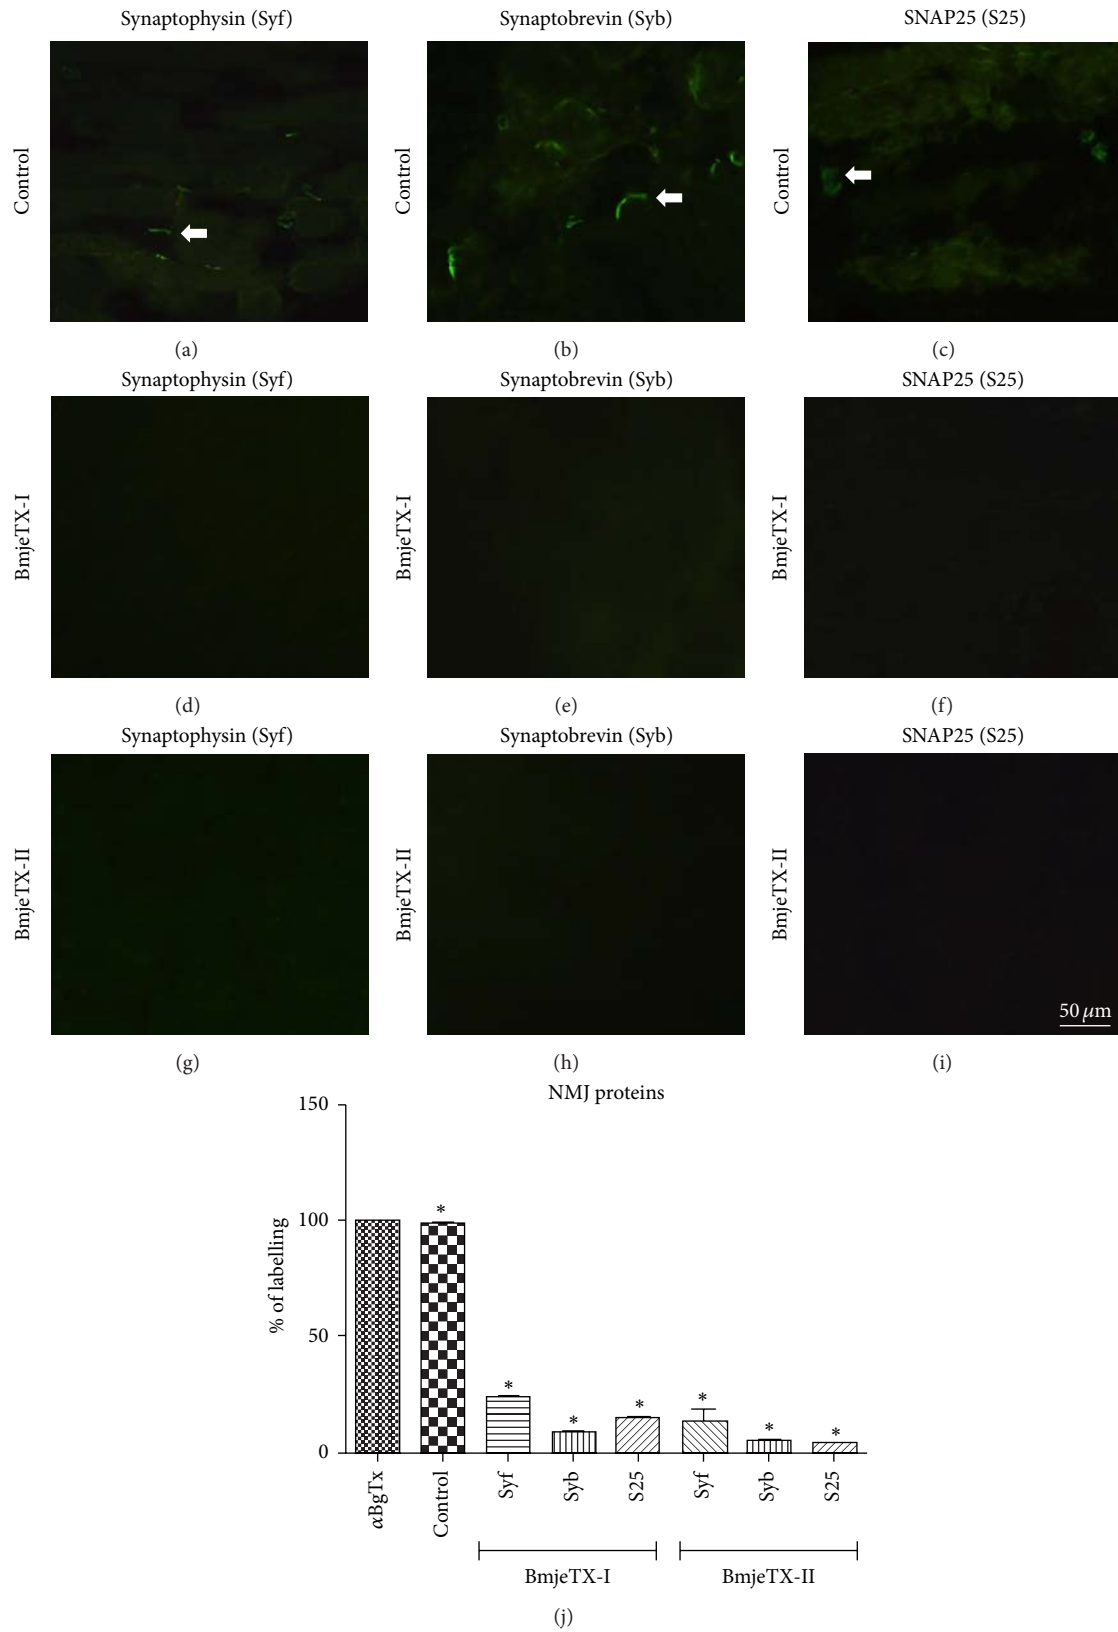 Synaptophysin (Syf) Synaptobrevin (Syb) SNAP25 (S25)
Control Control Control
(a) (b) (c)
Synaptophysin (Syf) Synaptobrevin (Syb) SNAP25 (S25)
BmjeTX-I BmjeTX-I BmjeTX-I
(d) (e) (f)
Synaptophysin (Syf) Synaptobrevin (Syb) SNAP25 (S25)
BmjeTX-II BmjeTX-II BmjeTX-II
50 μm
(g) (h) (i)
NMJ proteins
150
100
50
0
% of labelling
* * * * * * *
αBgTx Control Syf Syb S25 Syf Syb S25
BmjeTX-I BmjeTX-II
(j)